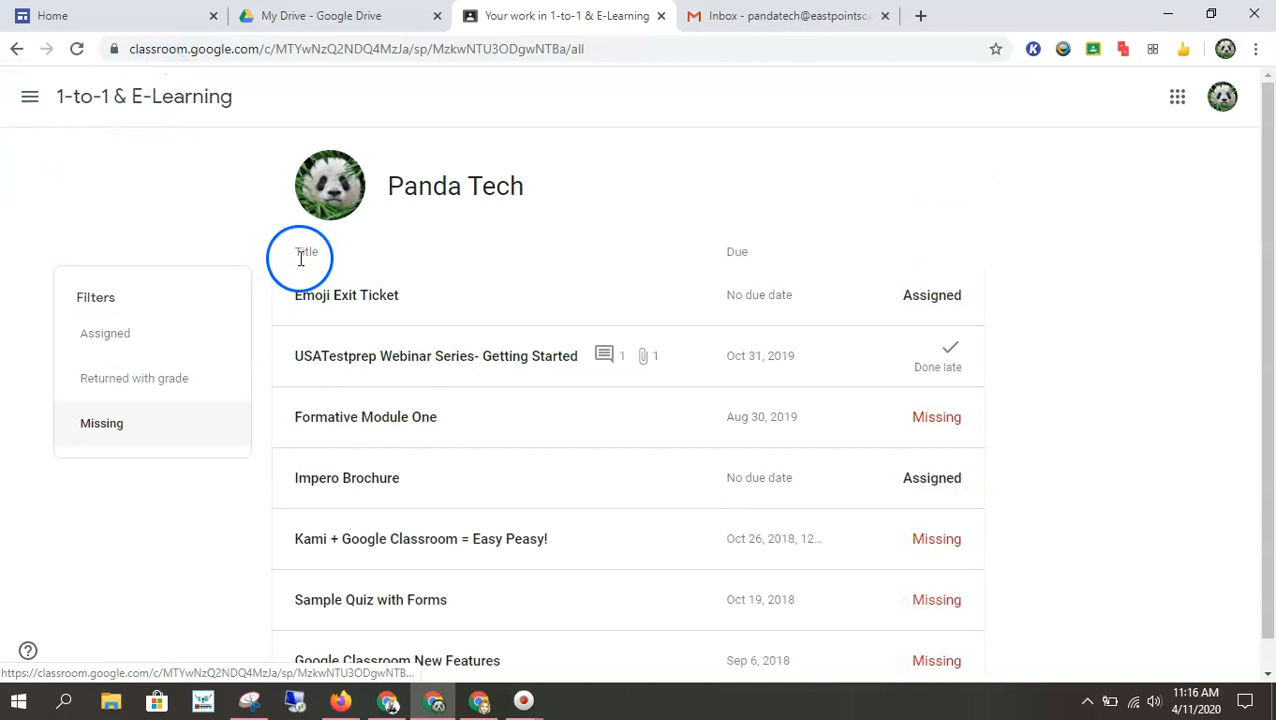 Home
My Drive - Google Drive
Your work in 1-to-1 & E-Learning
Inbox - pandatech@eastpointsc
classroom.google.com/c/MTYwNzQ2NDQ4MzJa/sp/MzkwNTU3ODgwNTBa/all
1-to-1 & E-Learning
Panda Tech
Title
Due
Filters
Assigned
Returned with grade
Missing
Emoji Exit Ticket
No due date
Assigned
USATestprep Webinar Series- Getting Started
1
1
Oct 31, 2019
Done late
Formative Module One
Aug 30, 2019
Missing
Impero Brochure
No due date
Assigned
Kami + Google Classroom = Easy Peasy!
Oct 26, 2018, 12...
Missing
Sample Quiz with Forms
Oct 19, 2018
Missing
Google Classroom New Features
Sep 6, 2018
Missing
https://classroom.google.com/c/MTYwNzQ2NDQ4MzJa/sp/MzkwNTU3ODgwNTB...
11:16 AM
4/11/2020